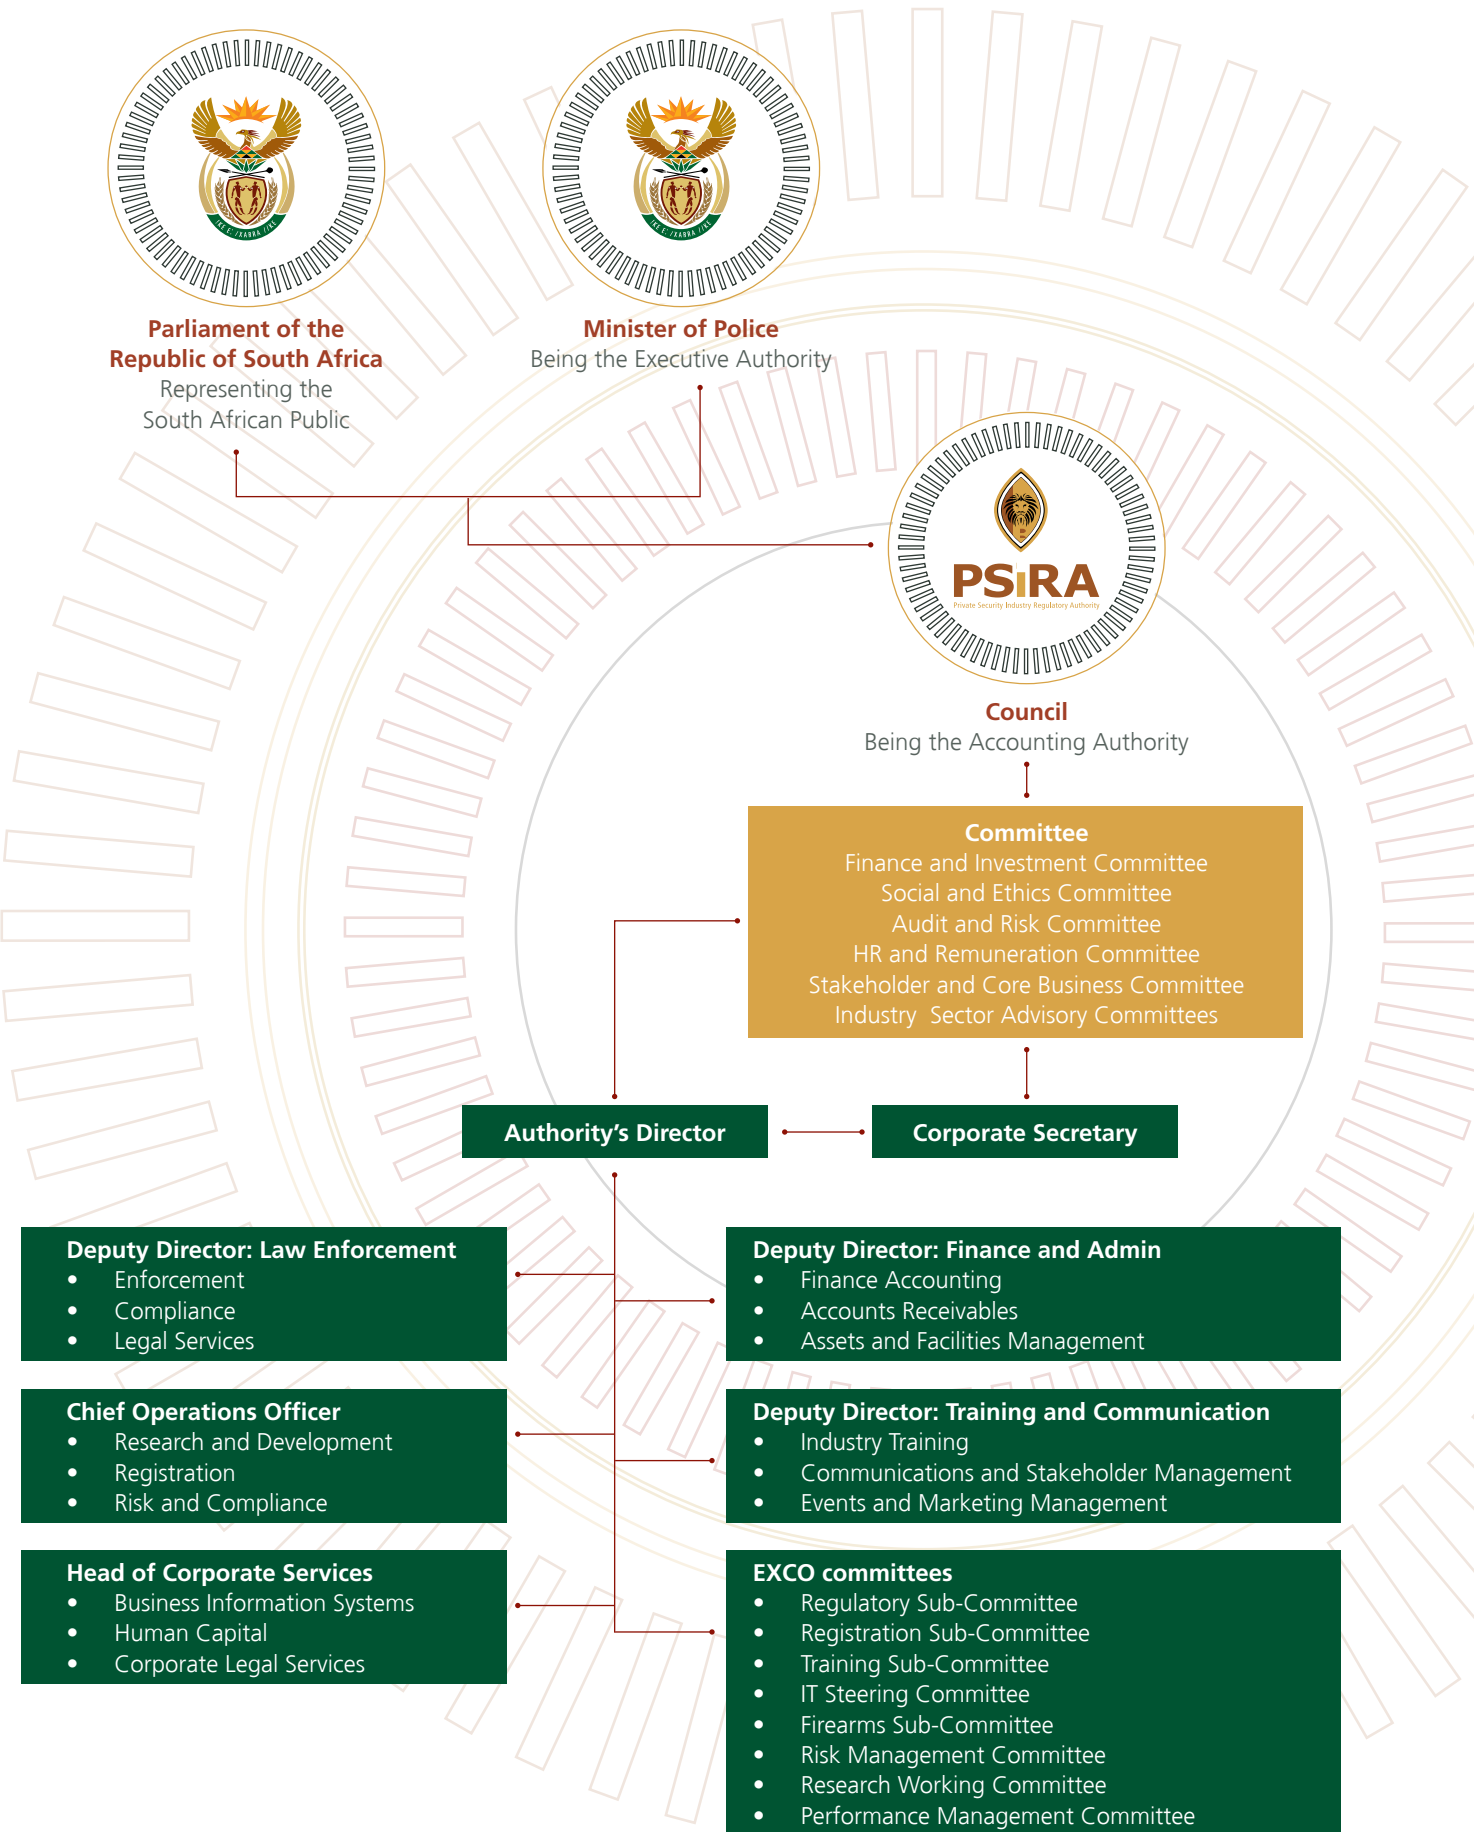 !KE E: /XARRA //KE
!KE E: /XARRA //KE
Parliament of the
Republic of South Africa
Representing the
South African Public
Minister of Police
Being the Executive Authority
PSiRA
Private Security Industry Regulatory Authority
Council
Being the Accounting Authority
Committee
Finance and Investment Committee
Social and Ethics Committee
Audit and Risk Committee
HR and Remuneration Committee
Stakeholder and Core Business Committee
Industry Sector Advisory Committees
Authority's Director
Corporate Secretary
Deputy Director: Law Enforcement
• Enforcement
• Compliance
• Legal Services
Deputy Director: Finance and Admin
• Finance Accounting
• Accounts Receivables
• Assets and Facilities Management
Chief Operations Officer
• Research and Development
• Registration
• Risk and Compliance
Deputy Director: Training and Communication
• Industry Training
• Communications and Stakeholder Management
• Events and Marketing Management
Head of Corporate Services
• Business Information Systems
• Human Capital
• Corporate Legal Services
EXCO committees
• Regulatory Sub-Committee
• Registration Sub-Committee
• Training Sub-Committee
• IT Steering Committee
• Firearms Sub-Committee
• Risk Management Committee
• Research Working Committee
• Performance Management Committee